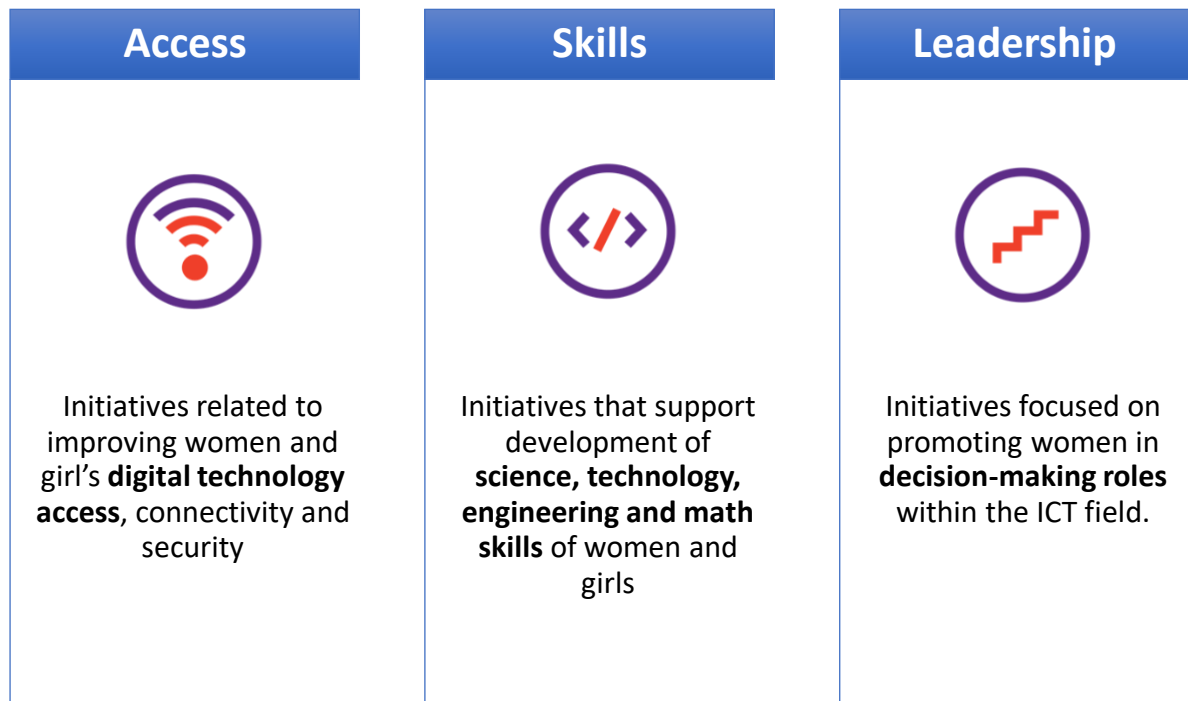 Access
Initiatives related to
improving women and
girl’s digital technology
access, connectivity and
security
Skills
Initiatives that support
development of
science, technology,
engineering and math
skills of women and
girls
Leadership
Initiatives focused on
promoting women in
decision-making roles
within the ICT field.